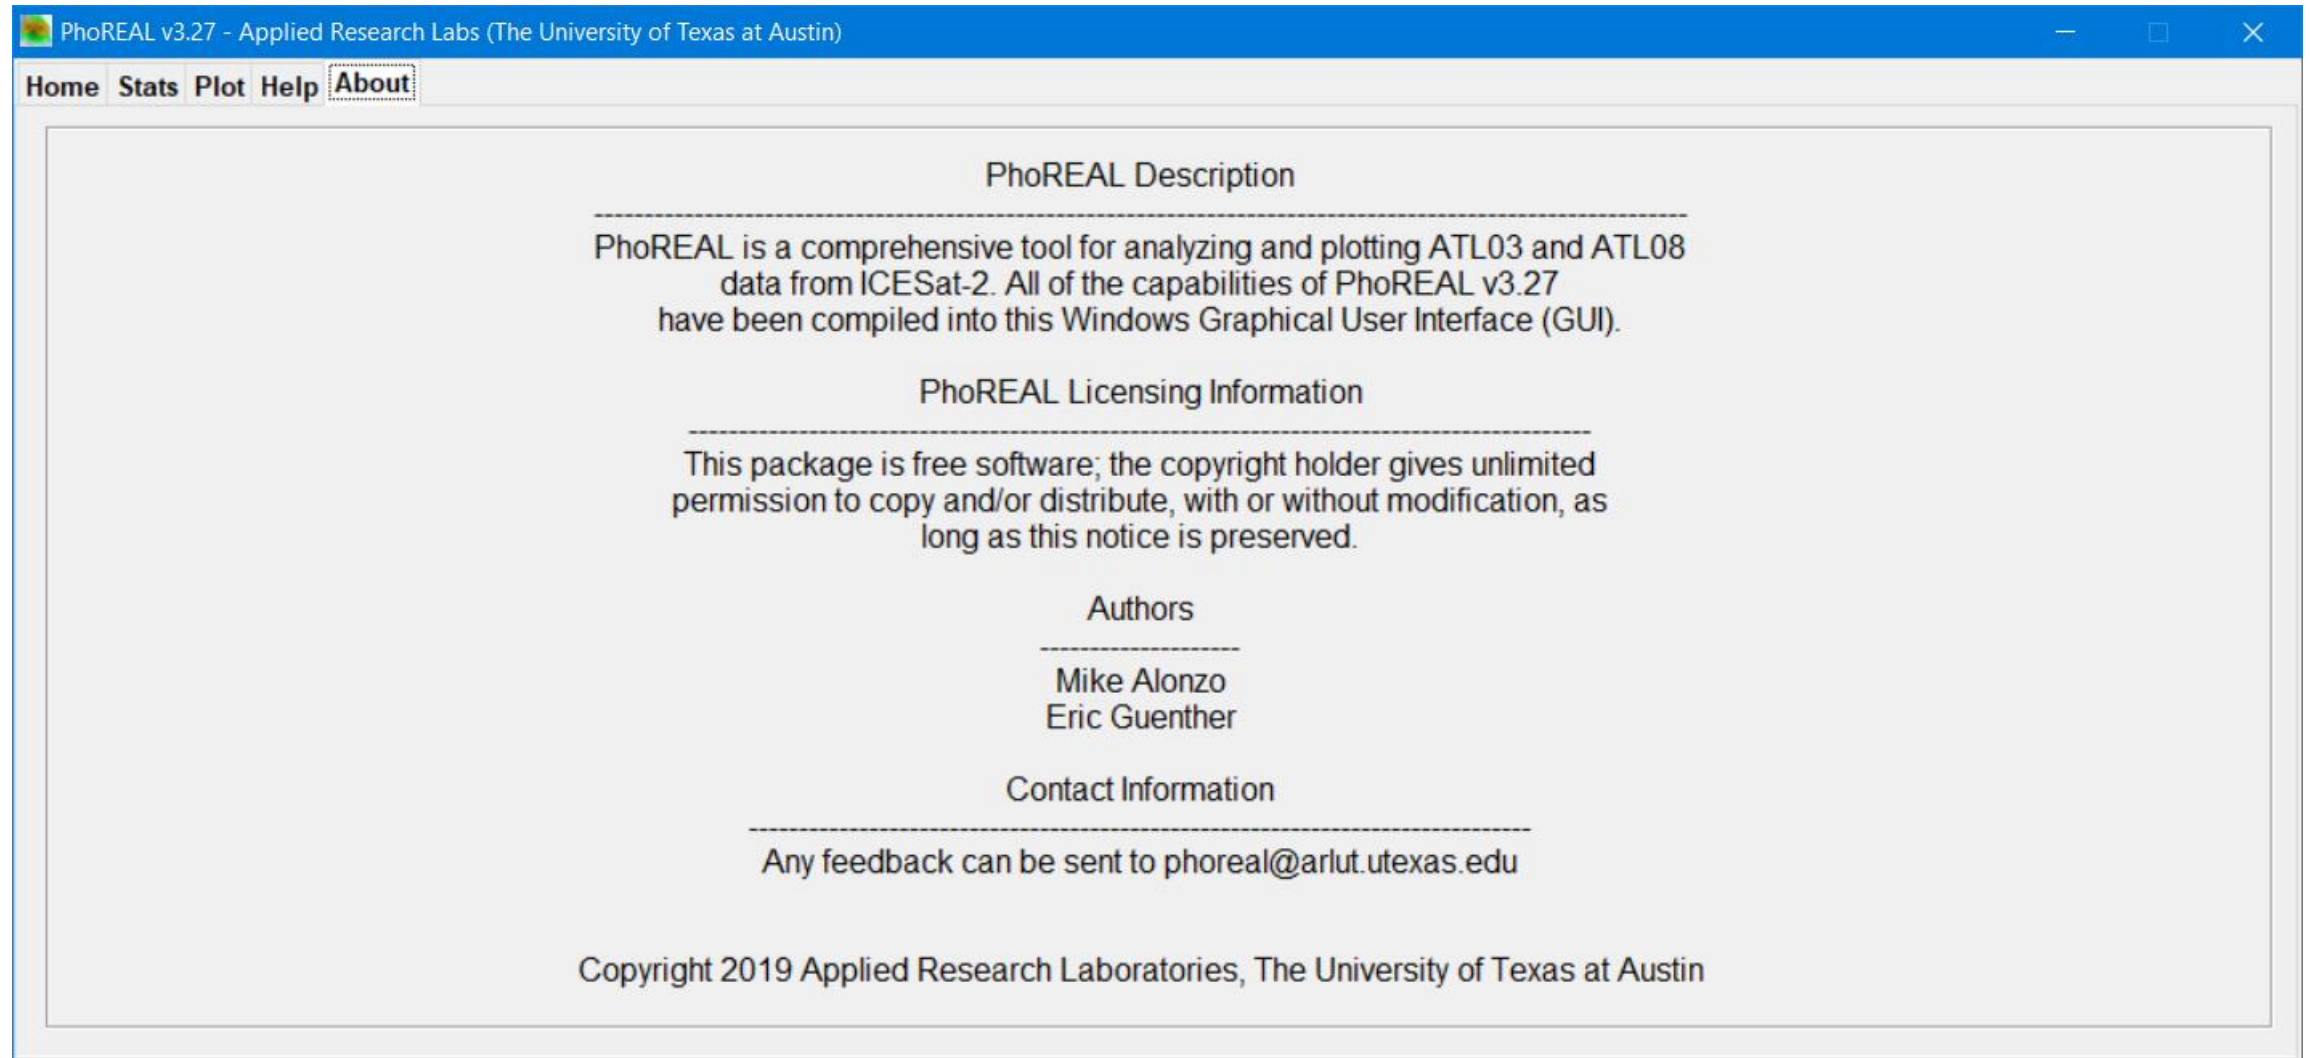 PhoREAL v3.27 - Applied Research Labs (The University of Texas at Austin)
Home Stats Plot Help About
PhoREAL Description
------------------------------------------------------------------------------------------------------------
PhoREAL is a comprehensive tool for analyzing and plotting ATL03 and ATL08
data from ICESat-2. All of the capabilities of PhoREAL v3.27
have been compiled into this Windows Graphical User Interface (GUI).
PhoREAL Licensing Information
------------------------------------------------------------------------------------------
This package is free software; the copyright holder gives unlimited
permission to copy and/or distribute, with or without modification, as
long as this notice is preserved.
Authors
--------------------
Mike Alonzo
Eric Guenther
Contact Information
------------------------------------------------------------------------------
Any feedback can be sent to phoreal@arlut.utexas.edu
Copyright 2019 Applied Research Laboratories, The University of Texas at Austin